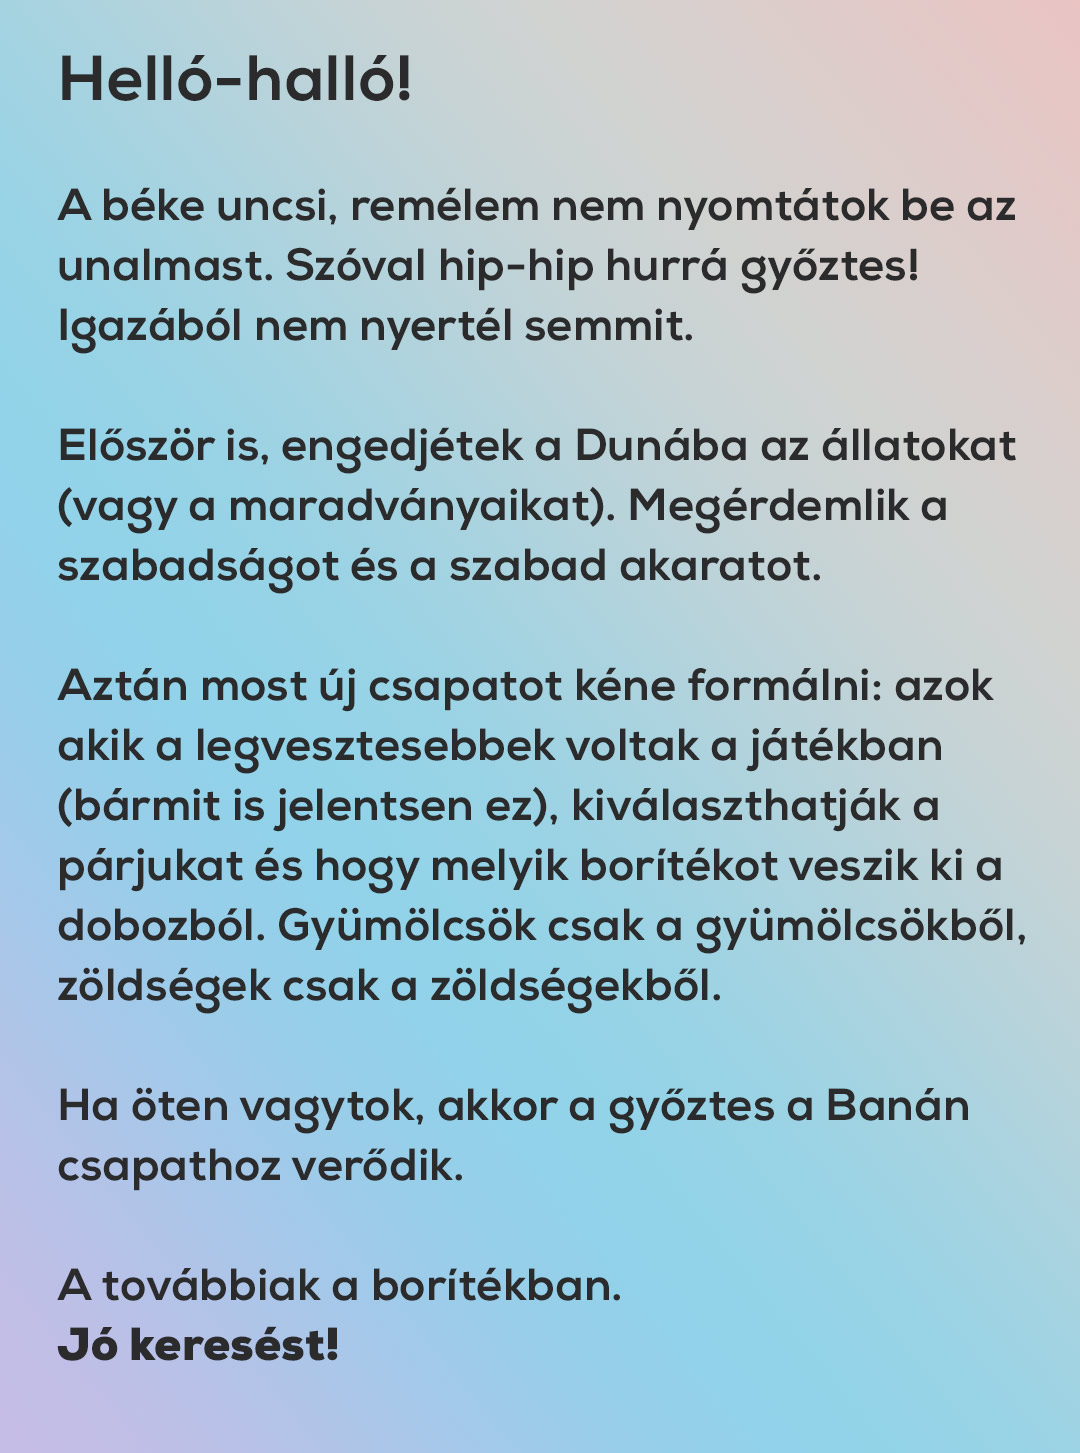 Helló-halló!
A béke uncsi, remélem nem nyomtátok be az
unalmast. Szóval hip-hip hurrá győztes!
Igazából nem nyertél semmit.
Először is, engedjétek a Dunába az állatokat
(vagy a maradványaikat). Megérdemlik a
szabadságot és a szabad akaratot.
Aztán most új csapatot kéne formálni: azok
akik a legvesztesebbek voltak a játékban
(bármit is jelentsen ez), kiválaszthatják a
párjukat és hogy melyik borítékot veszik ki a
dobozból. Gyümölcsök csak a gyümölcsökből,
zöldségek csak a zöldségekből.
Ha öten vagytok, akkor a győztes a Banán
csapathoz verődik.
A továbbiak a borítékban.
Jó keresést!